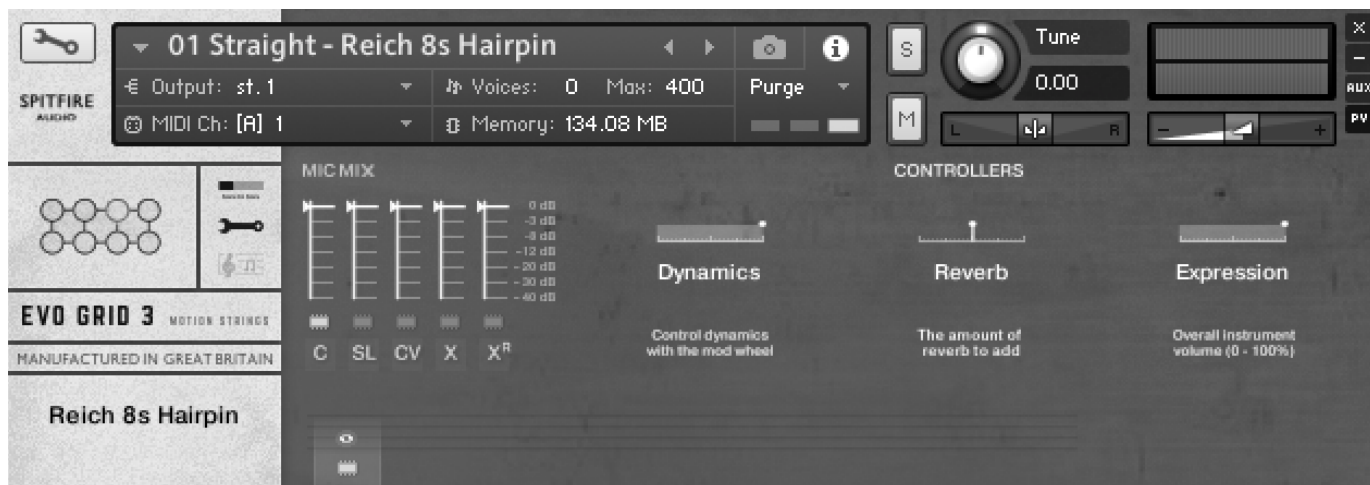 01 Straight - Reich 8s Hairpin
Output: st. 1
Voices: 0 Max: 400
Purge
MIDI Ch: [A] 1
Memory: 134.08 MB
S
M
Tune
0.00
L
R
-
+
×
-
AUX
PV
SPITFIRE
AUDIO
EVO GRID 3 MOTION STRINGS
MANUFACTURED IN GREAT BRITAIN
Reich 8s Hairpin
MIC MIX
0 dB
-3 dB
-8 dB
-12 dB
-20 dB
-30 dB
-40 dB
C SL CV X XR
CONTROLLERS
Dynamics
Control dynamics
with the mod wheel
Reverb
The amount of
reverb to add
Expression
Overall instrument
volume (0 - 100%)